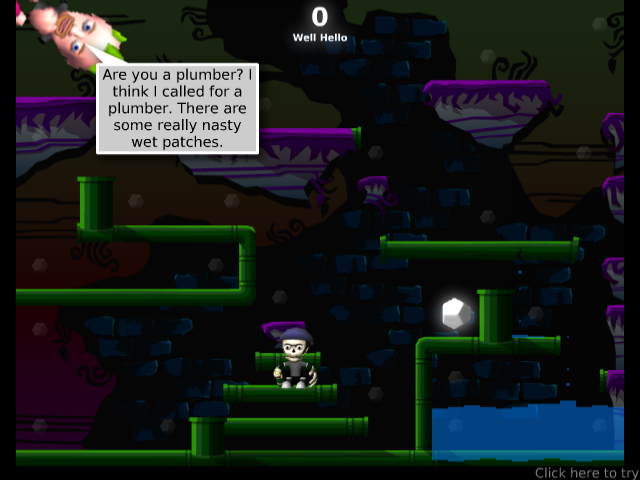 0
Well Hello
Are you a plumber? I
think I called for a
plumber. There are
some really nasty
wet patches.
Click here to try